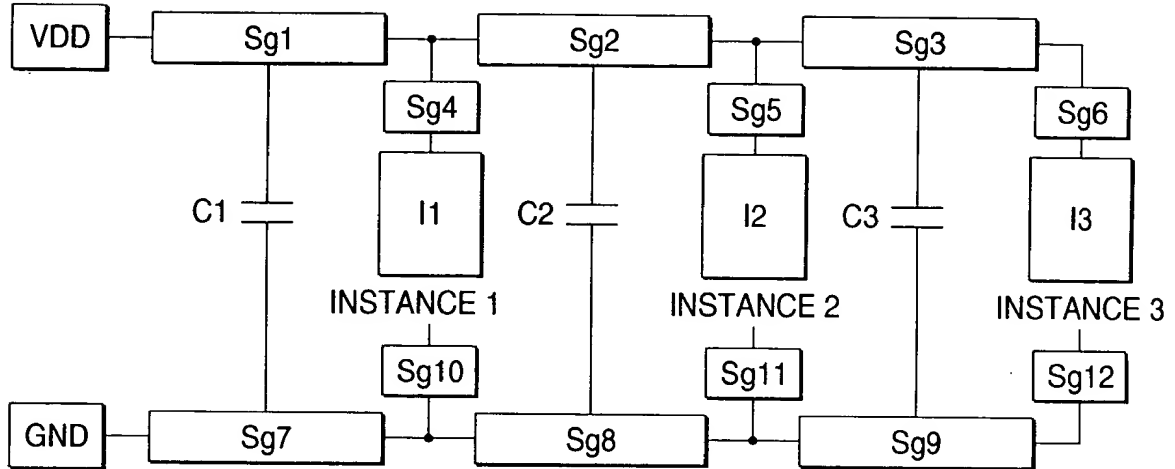 VDD
Sg1
Sg2
Sg3
Sg4
Sg5
Sg6
C1
I1
C2
I2
C3
I3
INSTANCE 1
INSTANCE 2
INSTANCE 3
Sg10
Sg11
Sg12
GND
Sg7
Sg8
Sg9